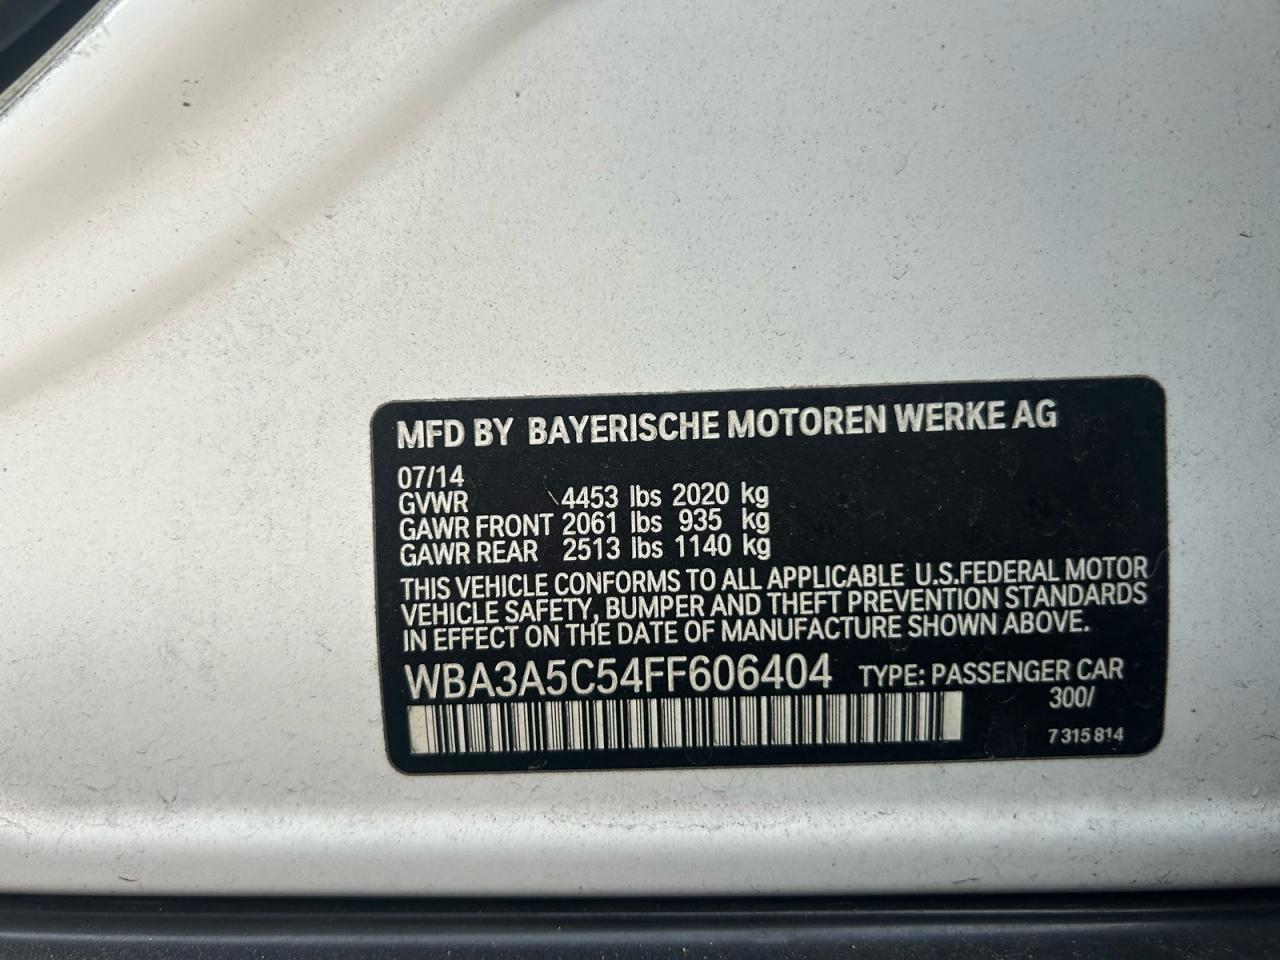 MFD BY BAYERISCHE MOTOREN WERKE AG
07/14
GVWR 4453 lbs 2020 kg
GAWR FRONT 2061 lbs 935 kg
GAWR REAR 2513 lbs 1140 kg
THIS VEHICLE CONFORMS TO ALL APPLICABLE U.S.FEDERAL MOTOR
VEHICLE SAFETY, BUMPER AND THEFT PREVENTION STANDARDS
IN EFFECT ON THE DATE OF MANUFACTURE SHOWN ABOVE.
WBA3A5C54FF606404 TYPE: PASSENGER CAR
300/
7 315 814